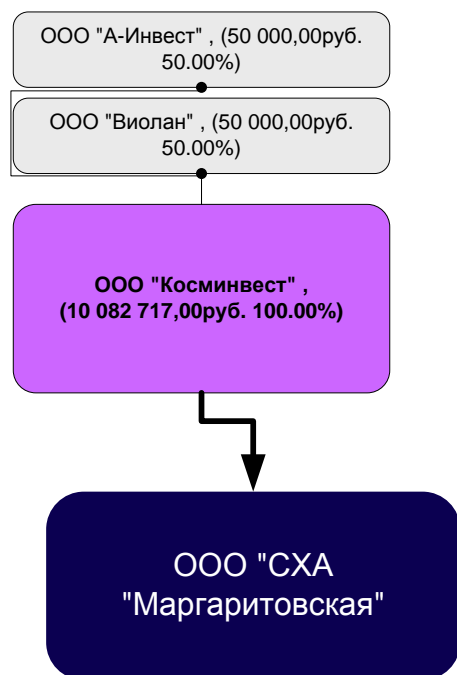 ООО "А-Инвест" , (50 000,00руб.
50.00%)
ООО "Виолан" , (50 000,00руб.
50.00%)
ООО "Косминвест" ,
(10 082 717,00руб. 100.00%)
ООО "СХА
"Маргаритовская"